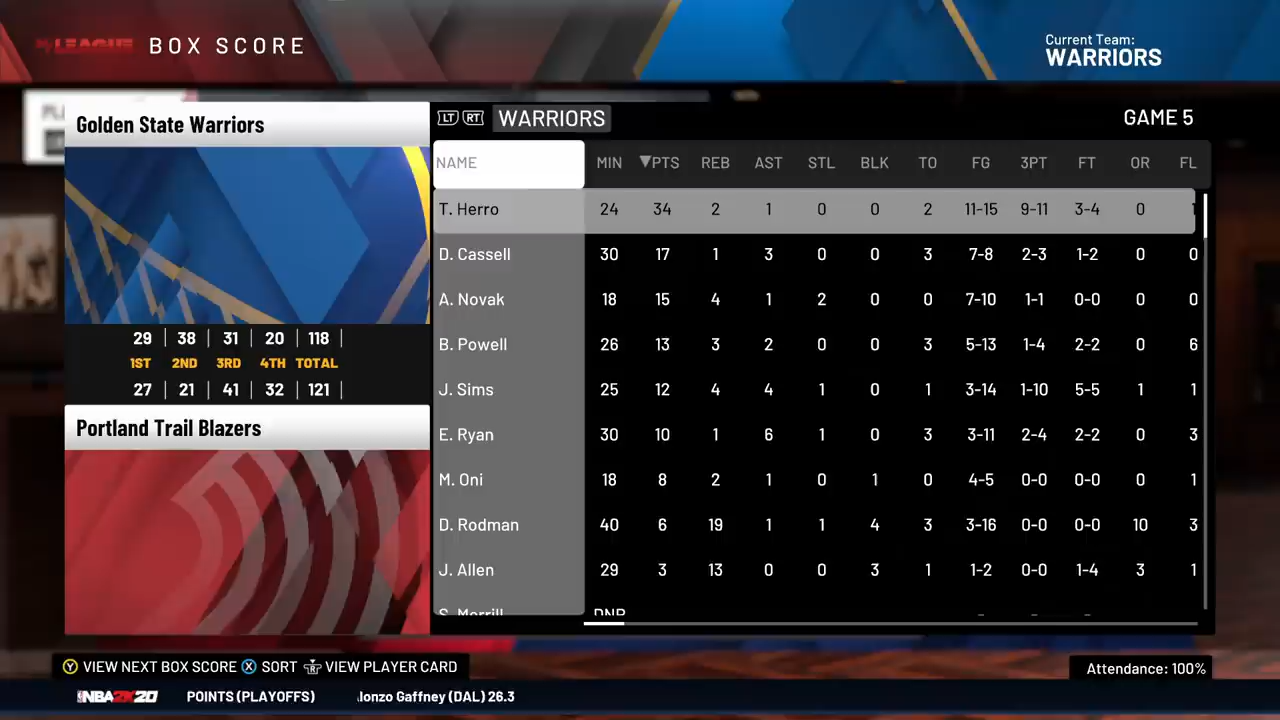 LEAGUE BOX SCORE
Current Team:
WARRIORS
Golden State Warriors
29 | 38 | 31 | 20 | 118 |
1ST 2ND 3RD 4TH TOTAL
27 | 21 | 41 | 32 | 121 |
Portland Trail Blazers
LT RT WARRIORS GAME 5
NAME MIN ▼PTS REB AST STL BLK TO FG 3PT FT OR FL
T. Herro 24 34 2 1 0 0 2 11-15 9-11 3-4 0 1
D. Cassell 30 17 1 3 0 0 3 7-8 2-3 1-2 0 0
A. Novak 18 15 4 1 2 0 0 7-10 1-1 0-0 0 0
B. Powell 26 13 3 2 0 0 3 5-13 1-4 2-2 0 6
J. Sims 25 12 4 4 1 0 1 3-14 1-10 5-5 1 1
E. Ryan 30 10 1 6 1 0 3 3-11 2-4 2-2 0 3
M. Oni 18 8 2 1 0 1 0 4-5 0-0 0-0 0 1
D. Rodman 40 6 19 1 1 4 3 3-16 0-0 0-0 10 3
J. Allen 29 3 13 0 0 3 1 1-2 0-0 1-4 3 1
S. Merrill DNP - - -
Y VIEW NEXT BOX SCORE X SORT R VIEW PLAYER CARD
Attendance: 100%
NBA 2K20 POINTS (PLAYOFFS) Alonzo Gaffney (DAL) 26.3